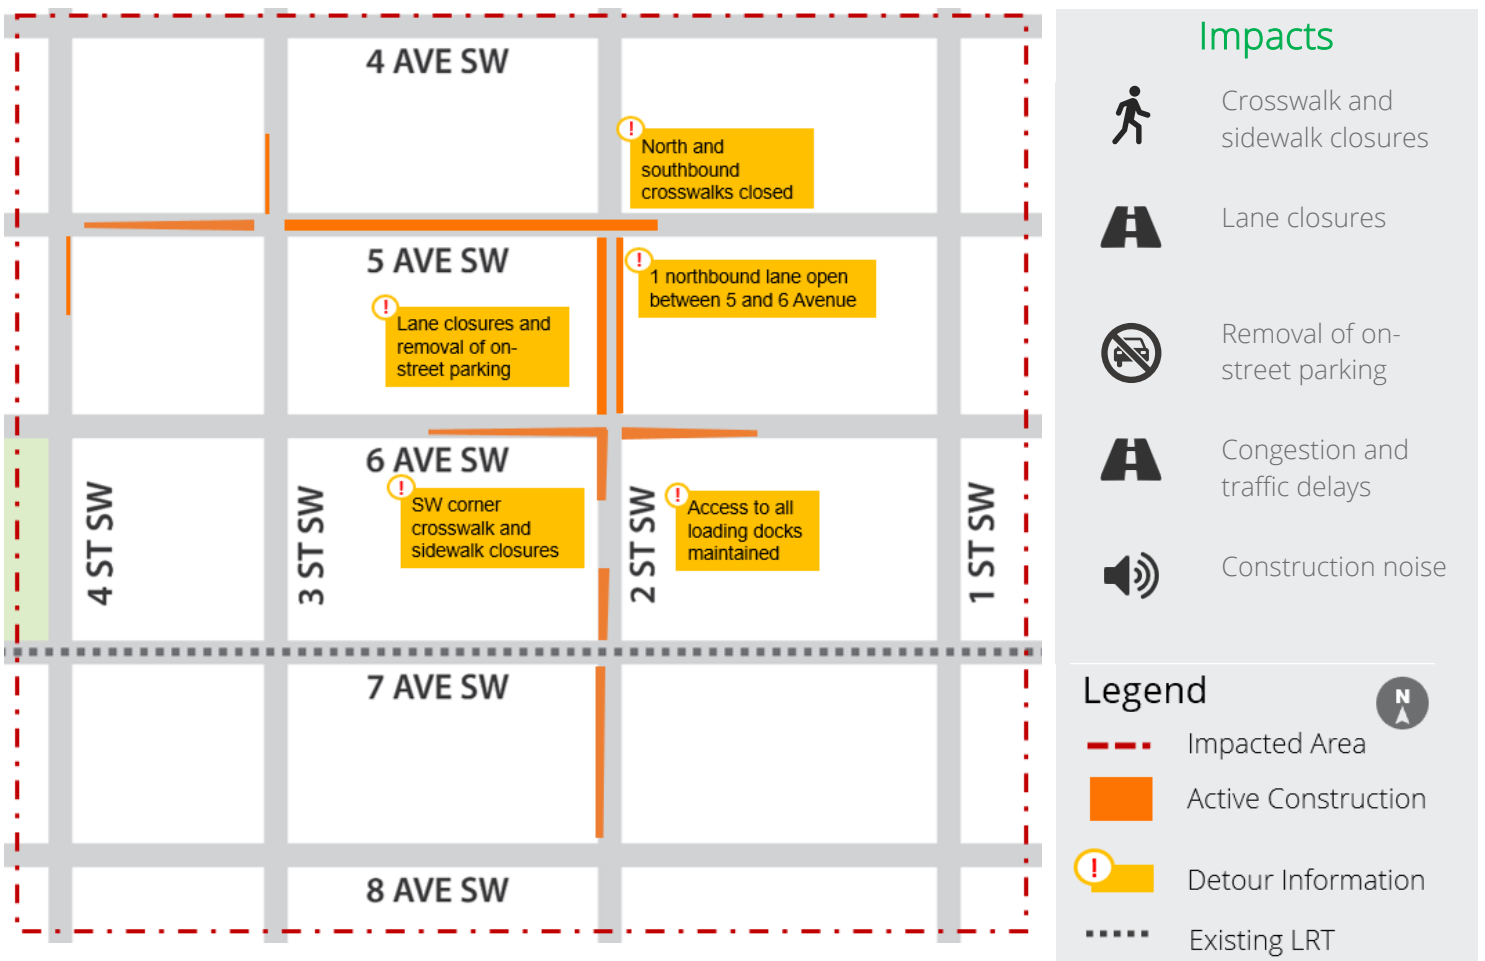 4 AVE SW
!
North and
southbound
crosswalks closed
5 AVE SW
!
1 northbound lane open
between 5 and 6 Avenue
!
Lane closures and
removal of on-
street parking
6 AVE SW
!
SW corner
crosswalk and
sidewalk closures
!
Access to all
loading docks
maintained
4 ST SW
3 ST SW
2 ST SW
1 ST SW
7 AVE SW
8 AVE SW
Impacts
Crosswalk and
sidewalk closures
Lane closures
Removal of on-
street parking
Congestion and
traffic delays
Construction noise
Legend
N
Impacted Area
Active Construction
!
Detour Information
Existing LRT